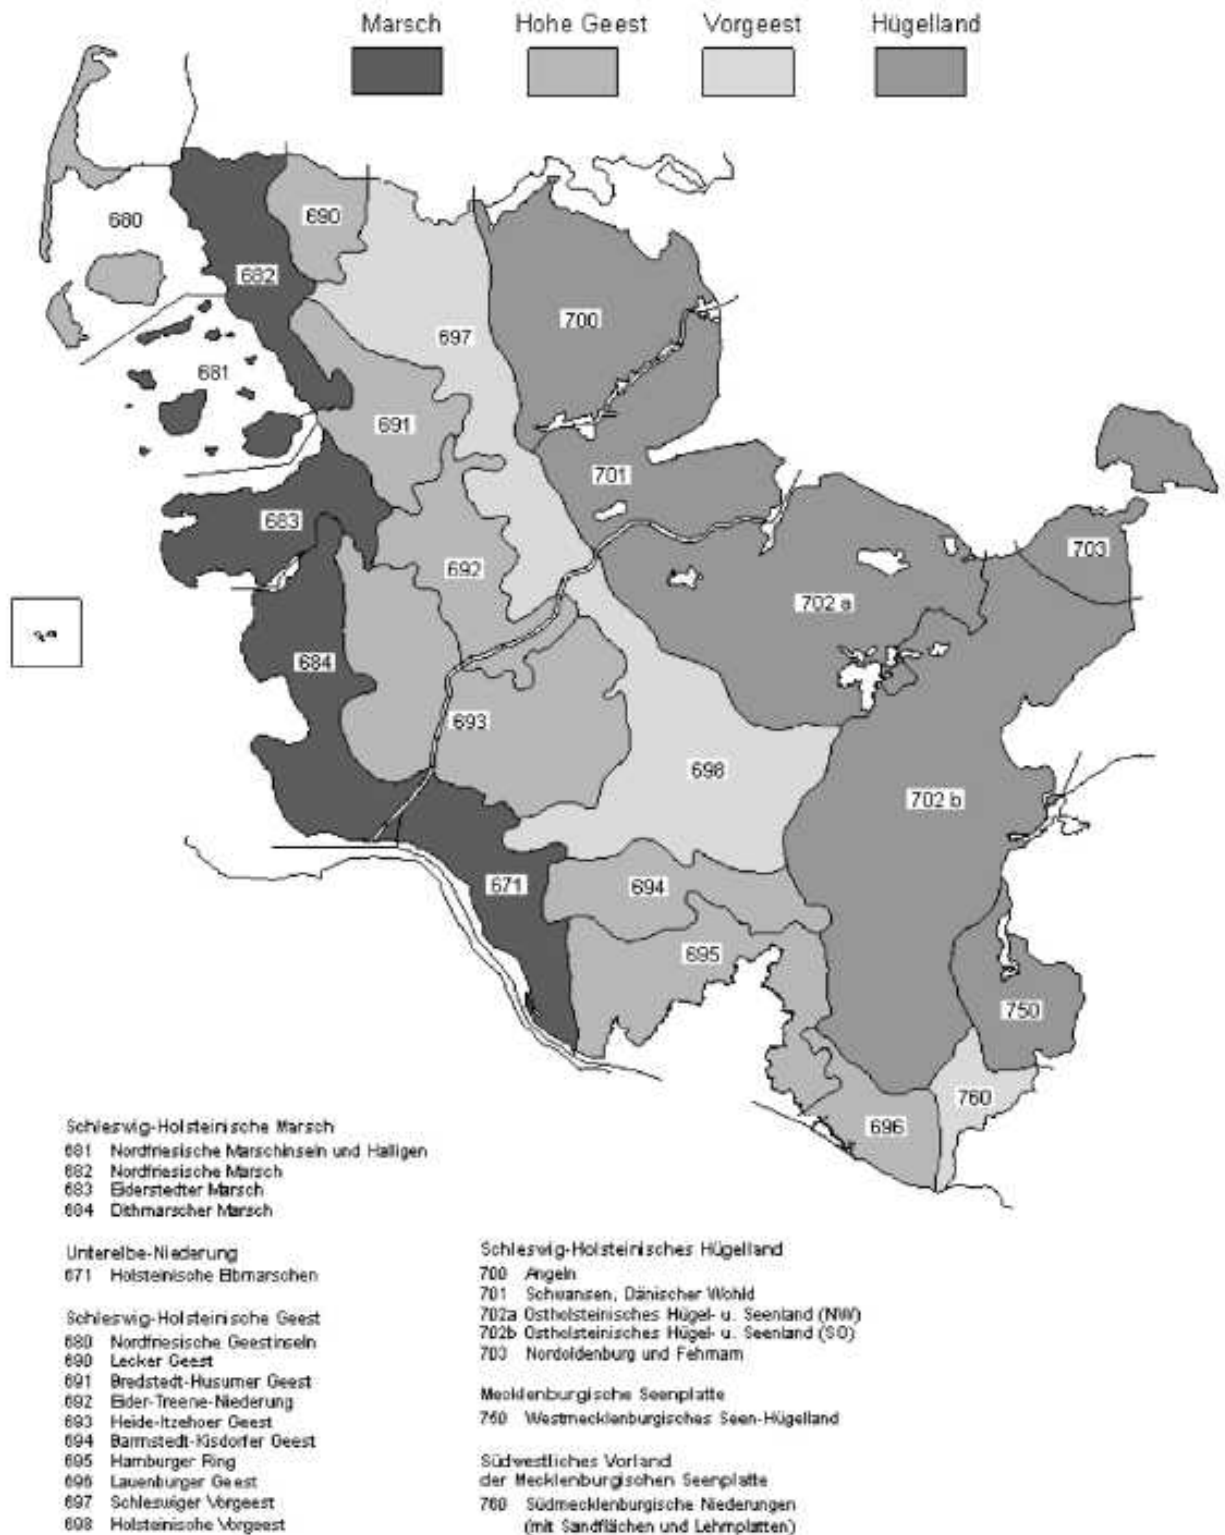 Marsch Hohe Geest Vorgeest Hügelland
680
690
682
697
700
681
691
701
683
703
692
702 a
684
693
698
702 b
671
694
695
750
760
696
Schleswig-Holsteinische Marsch
681 Nordfriesische Marschinseln und Halligen
682 Nordfriesische Marsch
683 Eiderstedter Marsch
684 Dithmarscher Marsch
Unterelbe-Niederung
671 Holsteinische Elbmarschen
Schleswig-Holsteinische Geest
680 Nordfriesische Geestinseln
690 Lecker Geest
691 Bredstedt-Husumer Geest
692 Eider-Treene-Niederung
693 Heide-Itzehoer Geest
694 Barmstedt-Kisdorfer Geest
695 Hamburger Ring
696 Lauenburger Geest
697 Schleswiger Vorgeest
698 Holsteinische Vorgeest
Schleswig-Holsteinisches Hügelland
700 Angeln
701 Schwansen, Dänischer Wohld
702a Ostholsteinisches Hügel- u. Seenland (NW)
702b Ostholsteinisches Hügel- u. Seenland (SO)
703 Nordoldenburg und Fehmarn
Mecklenburgische Seenplatte
750 Westmecklenburgisches Seen-Hügelland
Südwestliches Vorland
der Mecklenburgischen Seenplatte
760 Südmecklenburgische Niederungen
(mit Sandflächen und Lehmplatten)